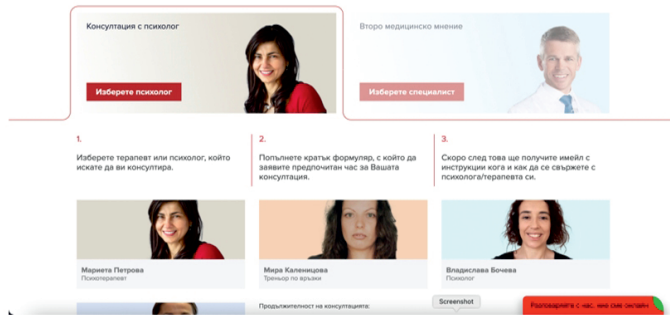 Консултация с психолог
Изберете психолог
Второ медицинско мнение
Изберете специалист
1.
Изберете терапевт или психолог, който
искате да ви консултира.
2.
Попълнете кратък формуляр, с който да
заявите предпочитан час за Вашата
консултация.
3.
Скоро след това ще получите имейл с
инструкции кога и как да се свържете с
психолога/терапевта си.
Мариета Петрова
Психотерапевт
Мира Каленицова
Треньор по връзки
Владислава Бочева
Психолог
Продължителност на консултацията:
Screenshot
Разговаряйте с нас, ние сме онлайн